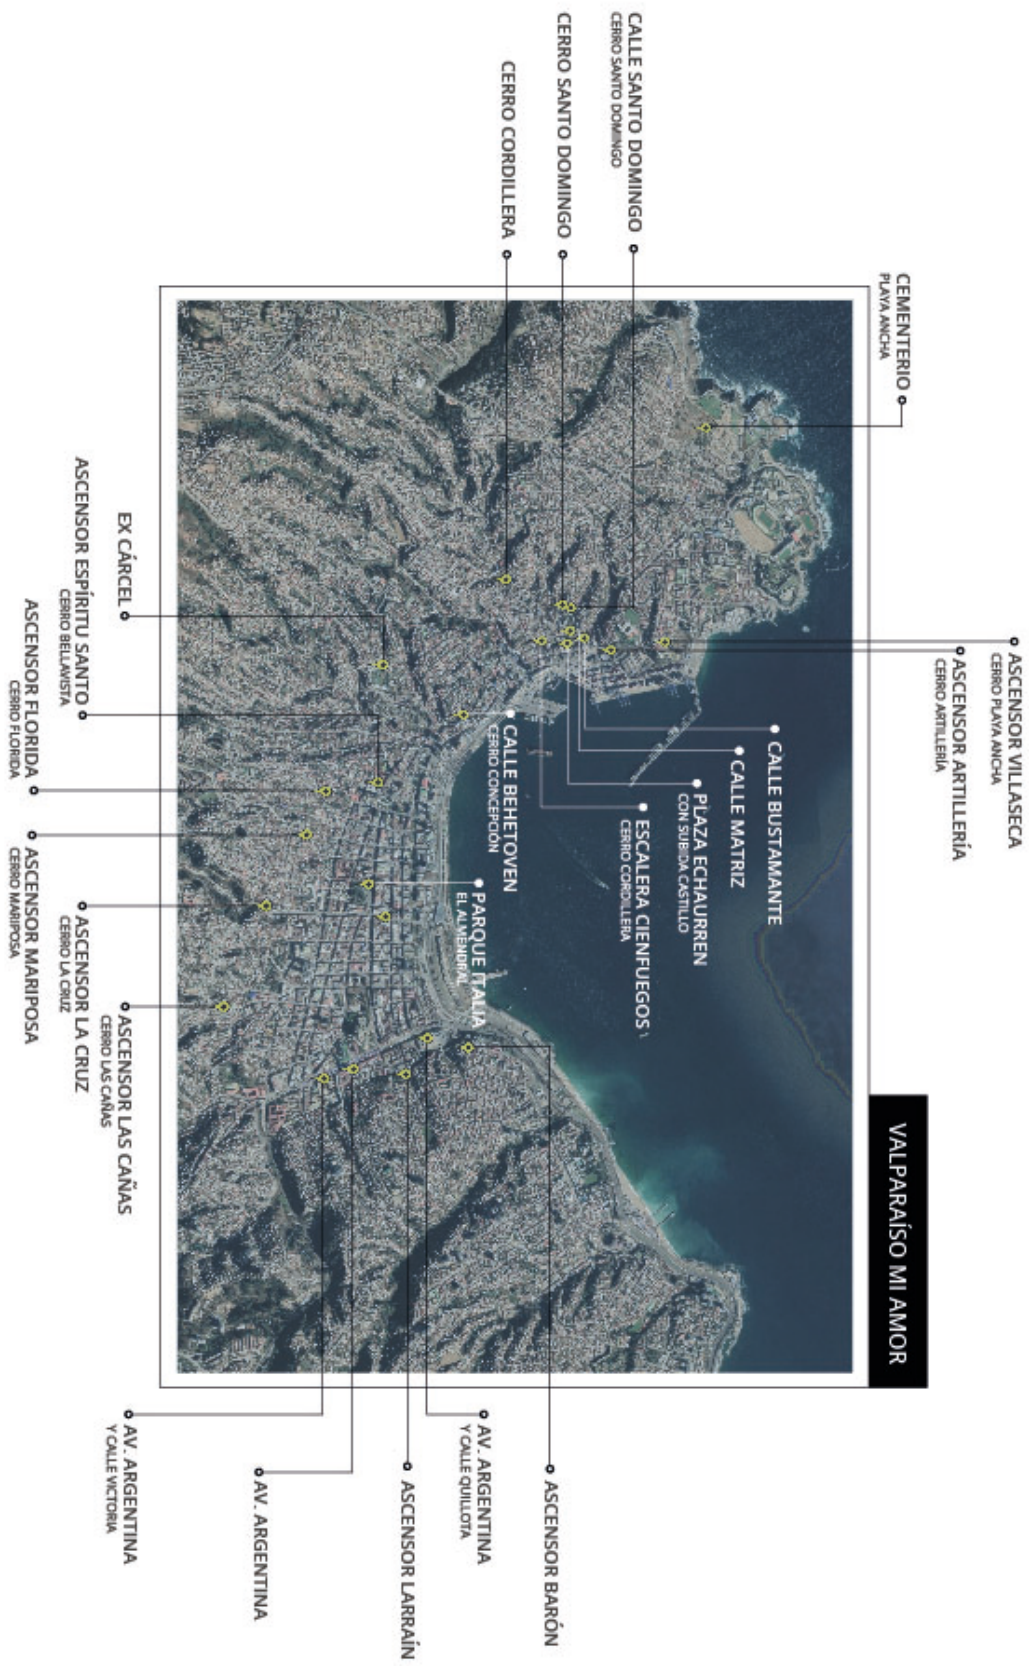 VALPARAÍSO MI AMOR
ASCENSOR VILLASECA
CERRO PLAYA ANCHA
ASCENSOR ARTILLERÍA
CERRO ARTILLERÍA
CEMENTERIO
PLAYA ANCHA
CALLE SANTO DOMINGO
CERRO SANTO DOMINGO
CERRO SANTO DOMINGO
CERRO CORDILLERA
CALLE BUSTAMANTE
CALLE MATRIZ
PLAZA ECHAURREN
CON SUBIDA CASTILLO
ESCALERA CIENFUEGOS
CERRO CORDILLERA
CALLE BEHETOVEN
CERRO CONCEPCIÓN
PARQUE ITALIA
EL ALMENDRAL
ASCENSOR BARÓN
AV. ARGENTINA
Y CALLE QUILLOTA
ASCENSOR LARRAÍN
AV. ARGENTINA
AV. ARGENTINA
Y CALLE VICTORIA
EX CÁRCEL
ASCENSOR ESPÍRITU SANTO
CERRO BELLAVISTA
ASCENSOR FLORIDA
CERRO FLORIDA
ASCENSOR MARIPOSA
CERRO MARIPOSA
ASCENSOR LA CRUZ
CERRO LA CRUZ
ASCENSOR LAS CAÑAS
CERRO LAS CAÑAS